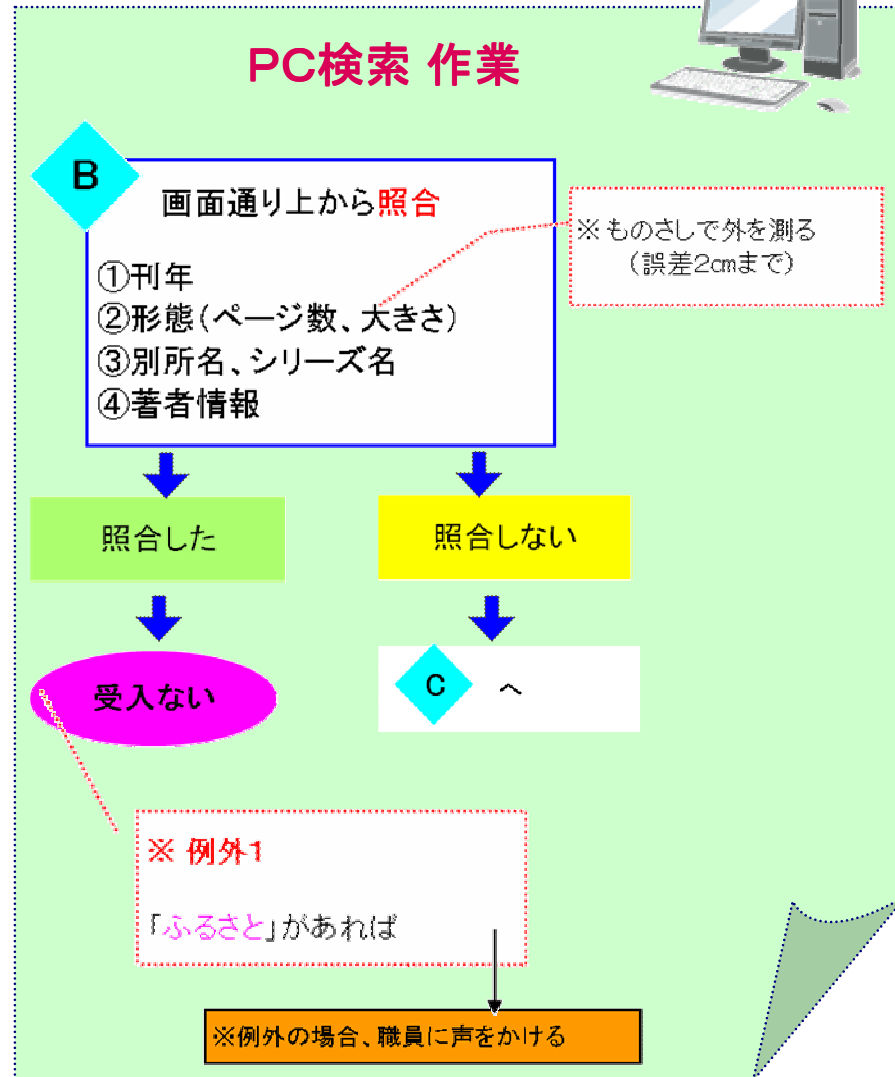 PC検索 作業
B
画面通り上から照合
①刊年
②形態(ページ数、大きさ)
③別所名、シリーズ名
④著者情報
※ ものさしで外を測る
(誤差2cmまで)
照合した
照合しない
受入ない
C へ
※ 例外1
「ふるさと」があれば
※例外の場合、職員に声をかける